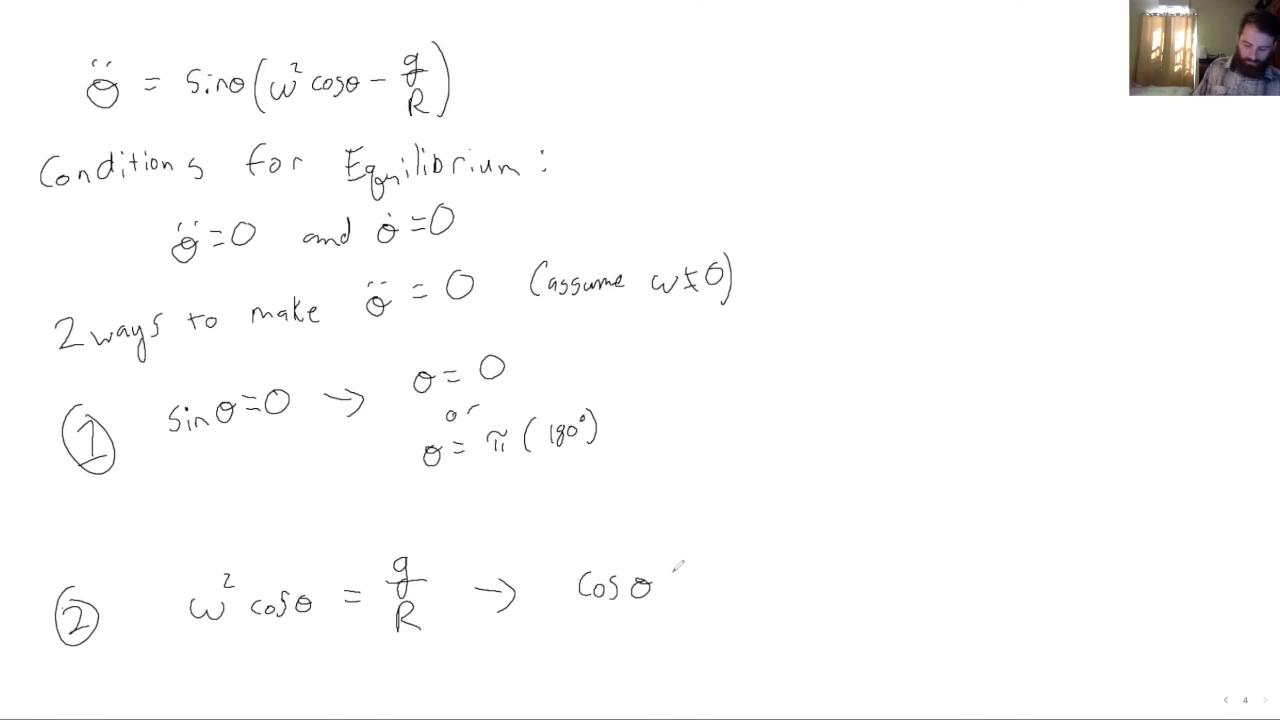 θ̈ = sinθ(ω² cosθ − g/R)
Conditions for Equilibrium:
θ̈ = 0 and θ̇ = 0
2 ways to make θ̈ = 0 (assume ω ≠ 0)
① sinθ = 0 → θ = 0
or
θ = π (180°)
② ω² cosθ = g/R → cosθ
< 4 >